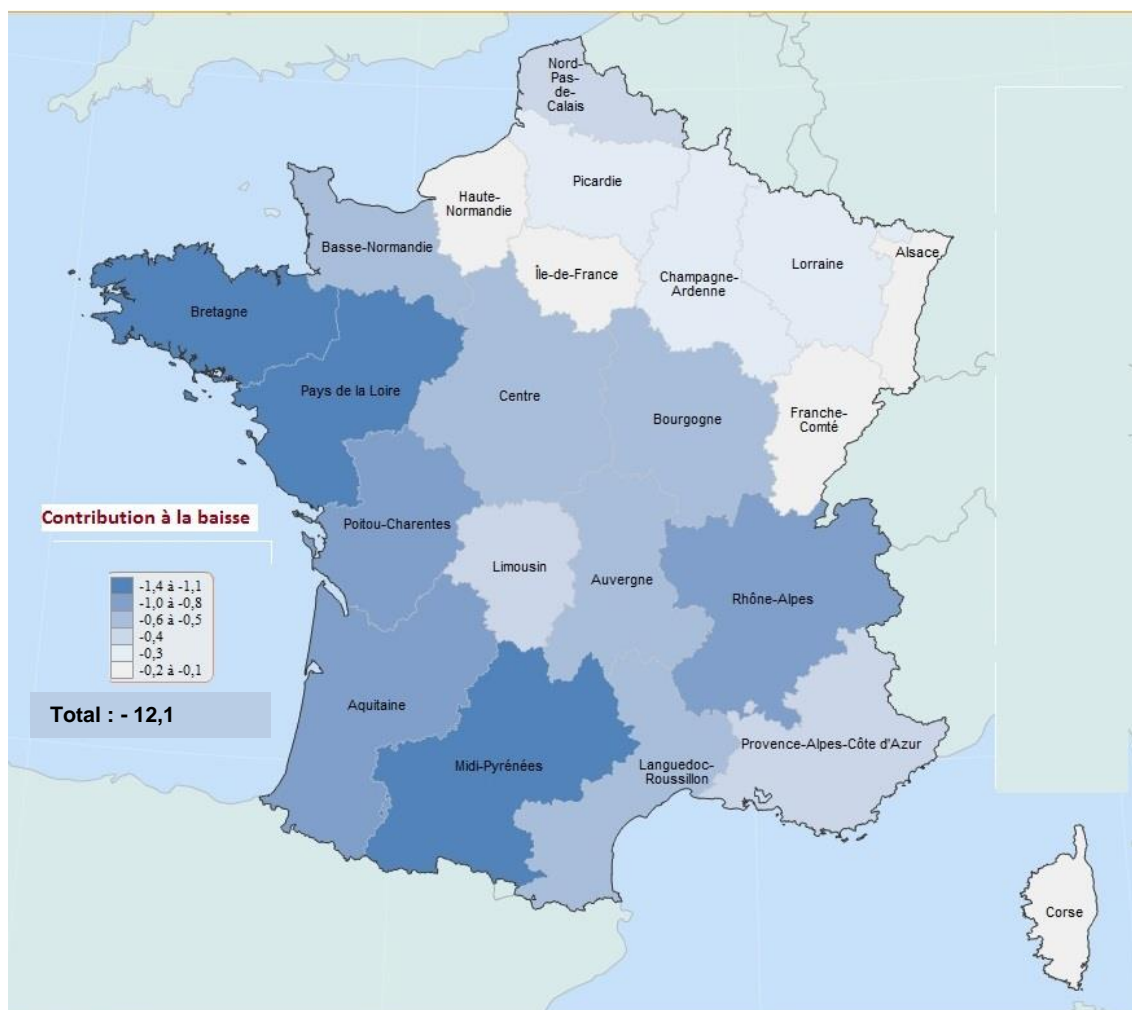 Nord-
Pas-
de-
Calais
Picardie
Haute-
Normandie
Basse-Normandie
Île-de-France
Champagne-
Ardenne
Lorraine
Alsace
Bretagne
Pays de la Loire
Centre
Bourgogne
Franche-
Comté
Contribution à la baisse
Poitou-Charentes
Limousin
Auvergne
Rhône-Alpes
-1,4 à -1,1
-1,0 à -0,8
-0,6 à -0,5
-0,4
-0,3
-0,2 à -0,1
Total : - 12,1
Aquitaine
Midi-Pyrénées
Languedoc-
Roussillon
Provence-Alpes-Côte d'Azur
Corse